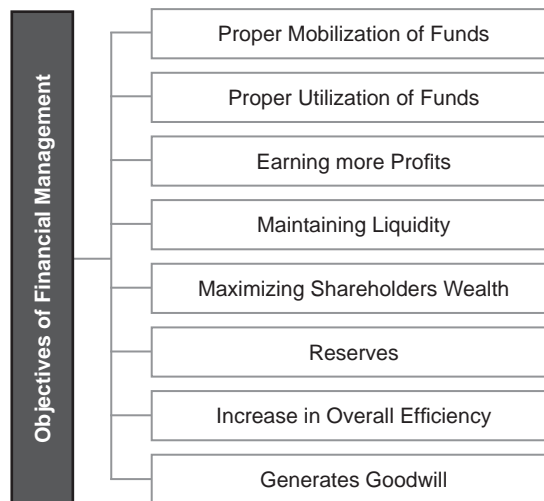 Objectives of Financial Management
Proper Mobilization of Funds
Proper Utilization of Funds
Earning more Profits
Maintaining Liquidity
Maximizing Shareholders Wealth
Reserves
Increase in Overall Efficiency
Generates Goodwill